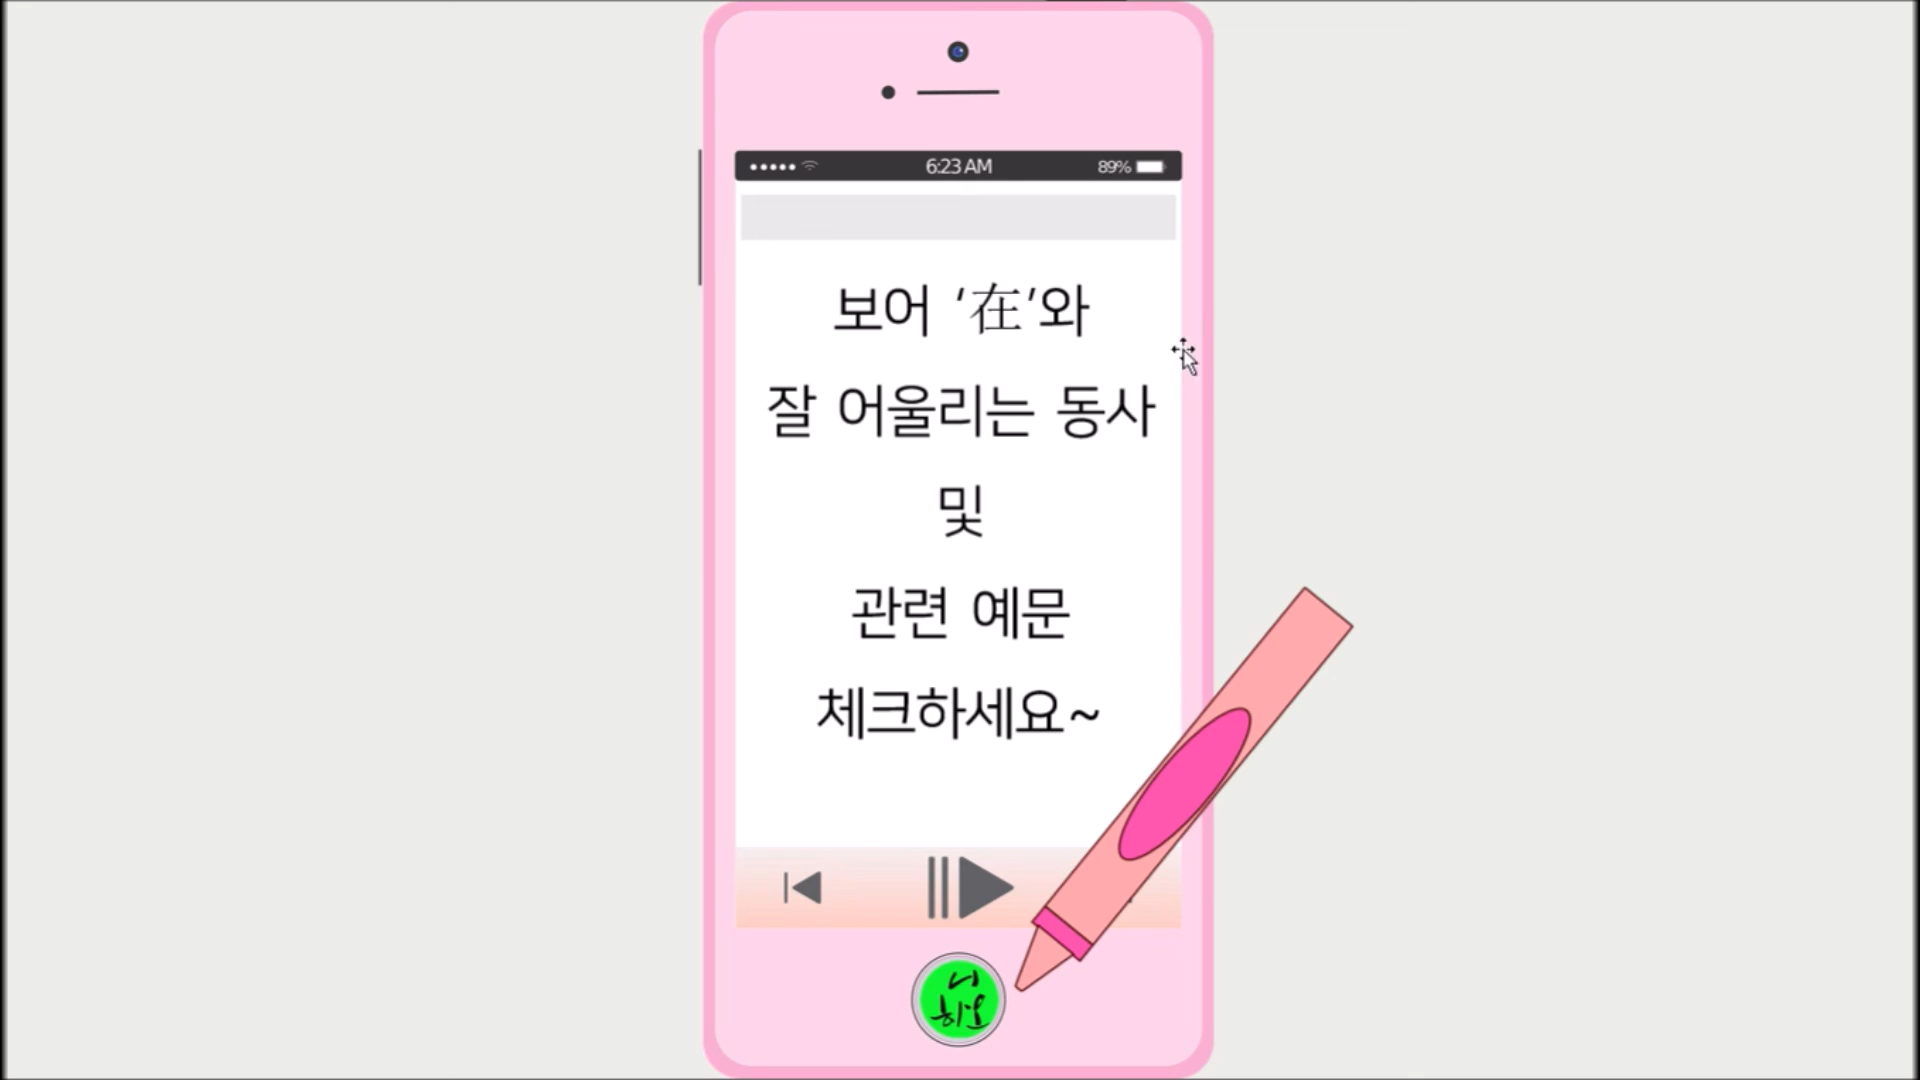 6:23 AM
89%
보어 '在'와
잘 어울리는 동사
및
관련 예문
체크하세요~
니
하오